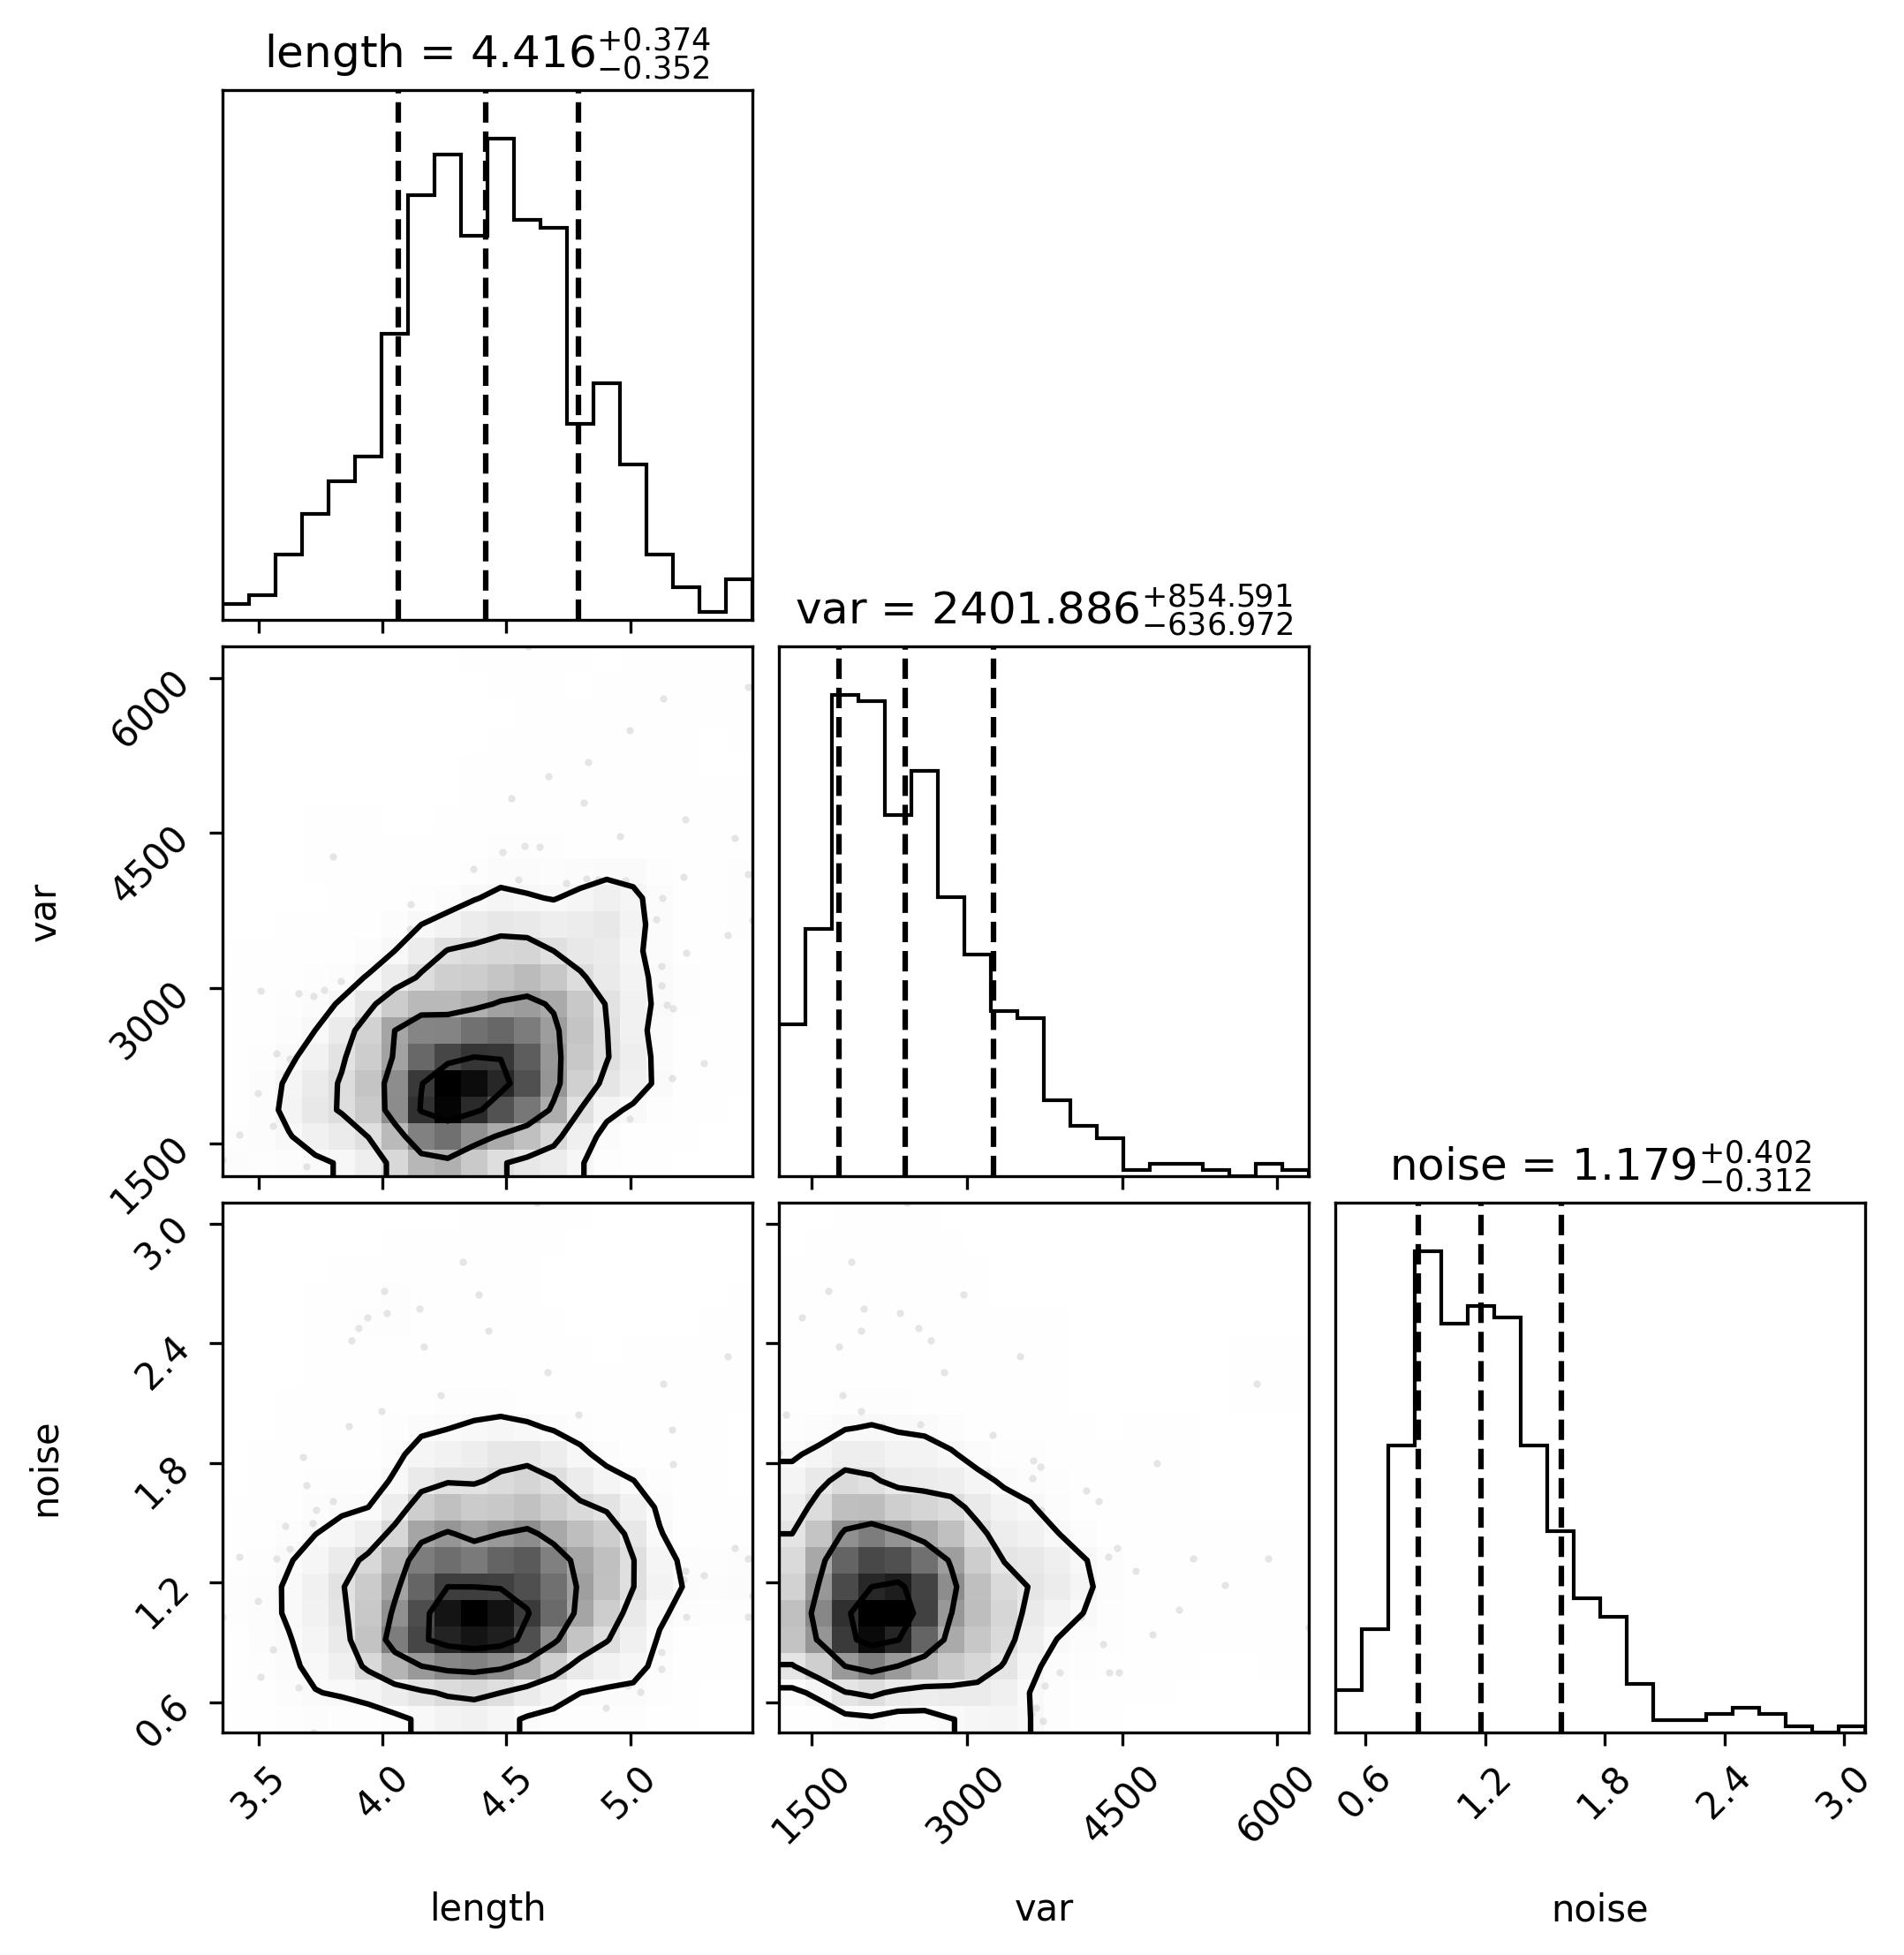 length = 4.416+0.374−0.352
var = 2401.886+854.591−636.972
6000
4500
3000
1500
var
noise = 1.179+0.402−0.312
3.0
2.4
1.8
1.2
0.6
noise
3.5 4.0 4.5 5.0
1500 3000 4500 6000
0.6 1.2 1.8 2.4 3.0
length var noise